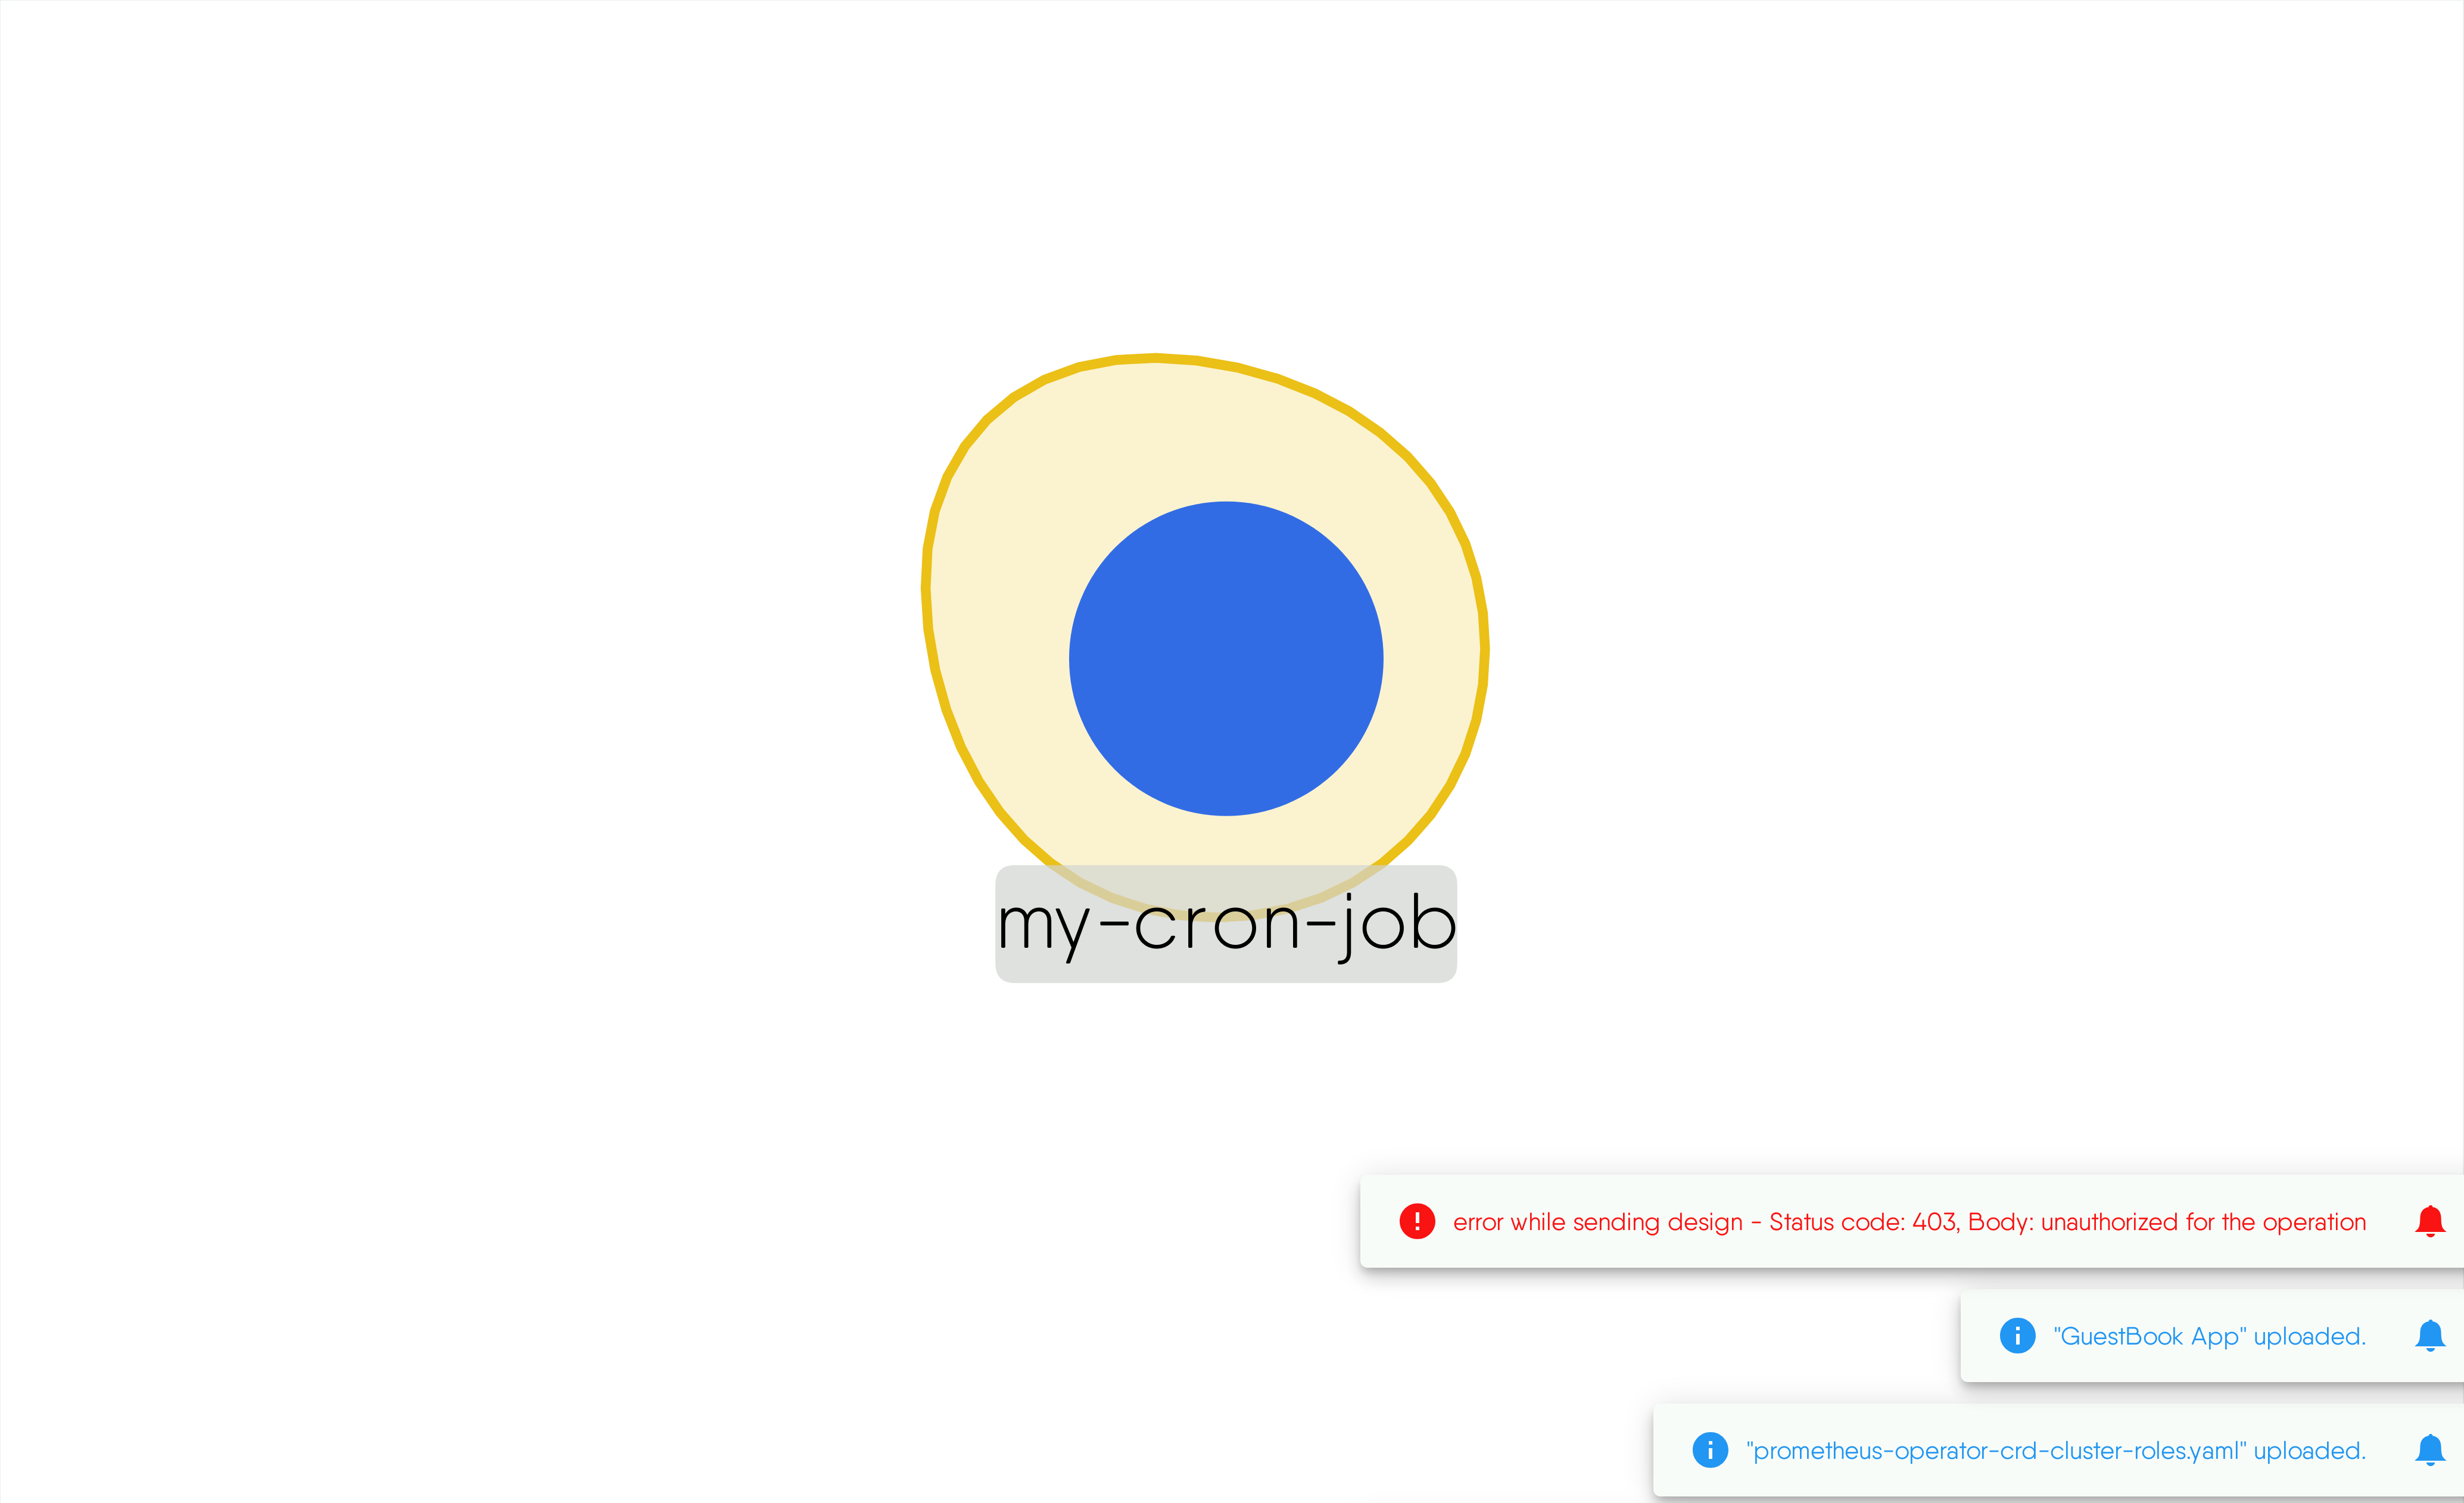 my-cron-job
error while sending design - Status code: 403, Body: unauthorized for the operation
"GuestBook App" uploaded.
"prometheus-operator-crd-cluster-roles.yaml" uploaded.